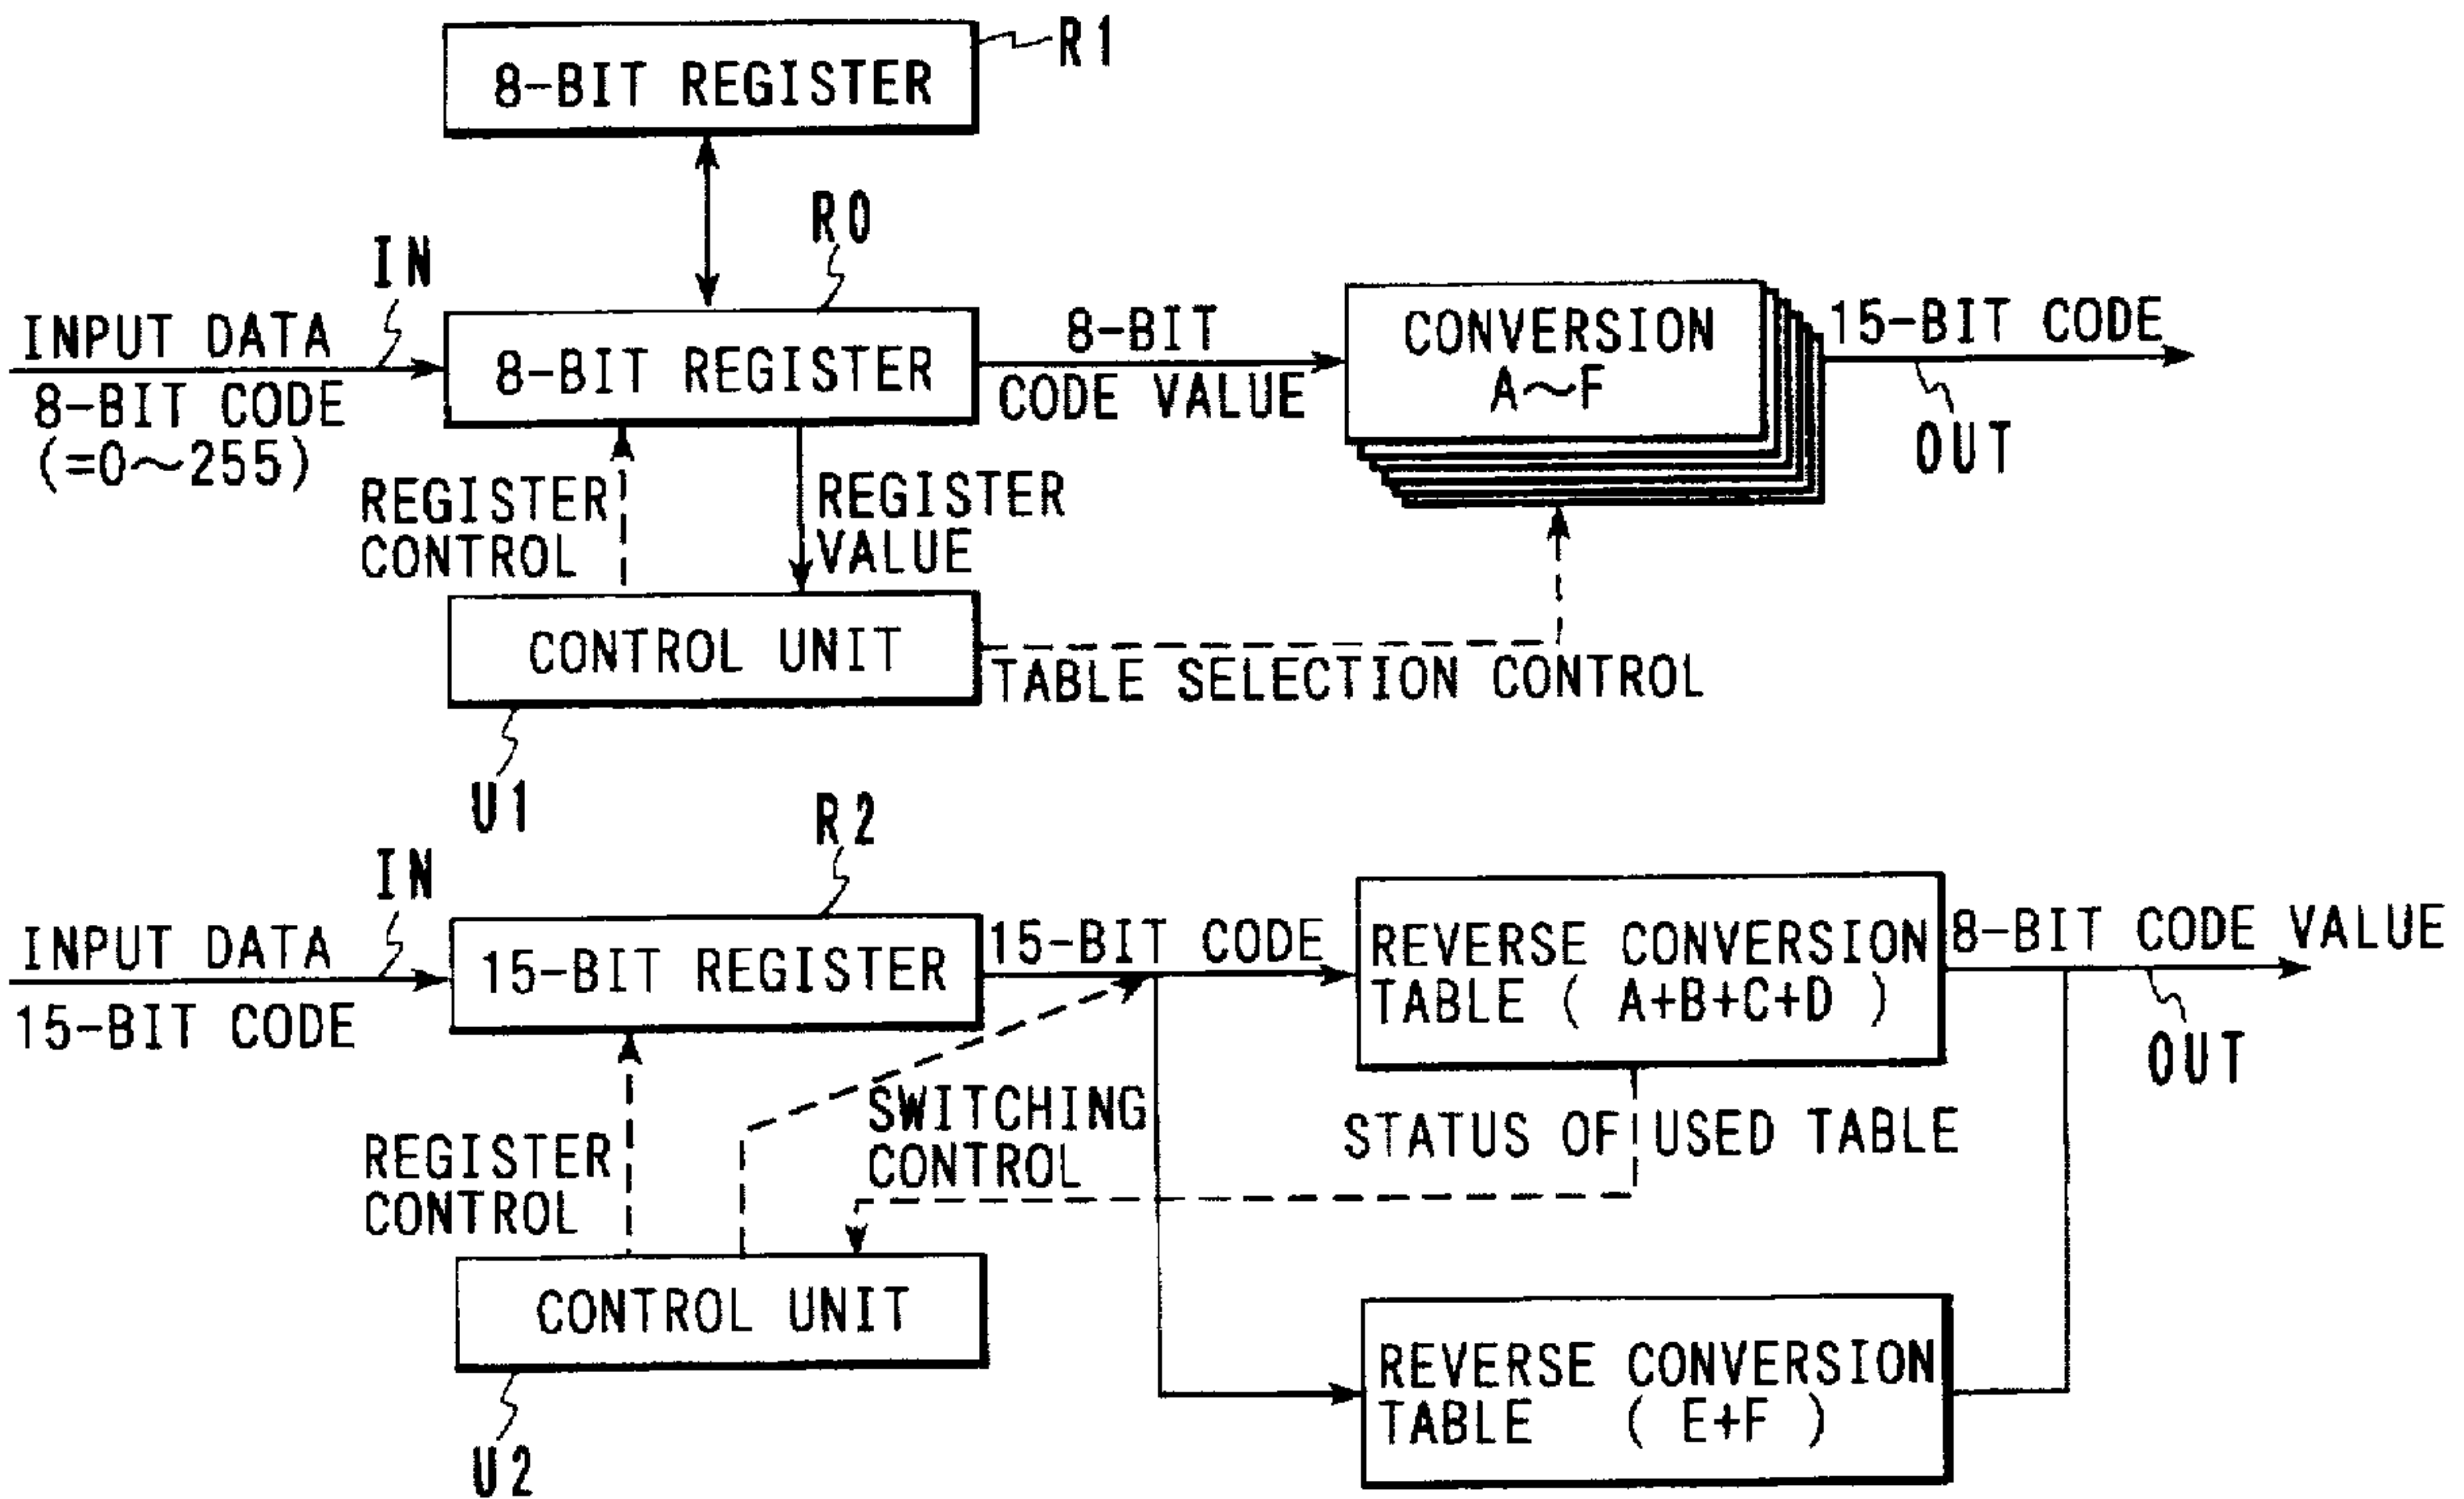 8-BIT REGISTER
R1
R0
IN
INPUT DATA
8-BIT CODE
(=0~255)
8-BIT REGISTER
8-BIT
CODE VALUE
CONVERSION
A~F
15-BIT CODE
OUT
REGISTER
CONTROL
REGISTER
VALUE
CONTROL UNIT
TABLE SELECTION CONTROL
U1
R2
IN
INPUT DATA
15-BIT CODE
15-BIT REGISTER
15-BIT CODE
REVERSE CONVERSION
TABLE ( A+B+C+D )
8-BIT CODE VALUE
OUT
SWITCHING
CONTROL
STATUS OF USED TABLE
REGISTER
CONTROL
CONTROL UNIT
U2
REVERSE CONVERSION
TABLE ( E+F )